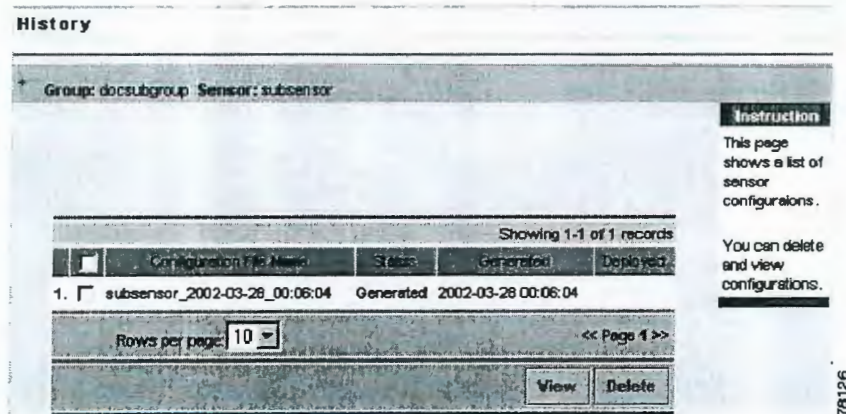 History
Group: docsubgroup Sensor: subsensor
Instruction
This page
shows a list of
sensor
configuraions.
You can delete
and view
configurations.
Showing 1-1 of 1 records
Configuration File Name Status Generated Deployed
1. subsensor_2002-03-28_00:06:04 Generated 2002-03-28 00:06:04
Rows per page: 10 << Page 1 >>
View Delete
78126